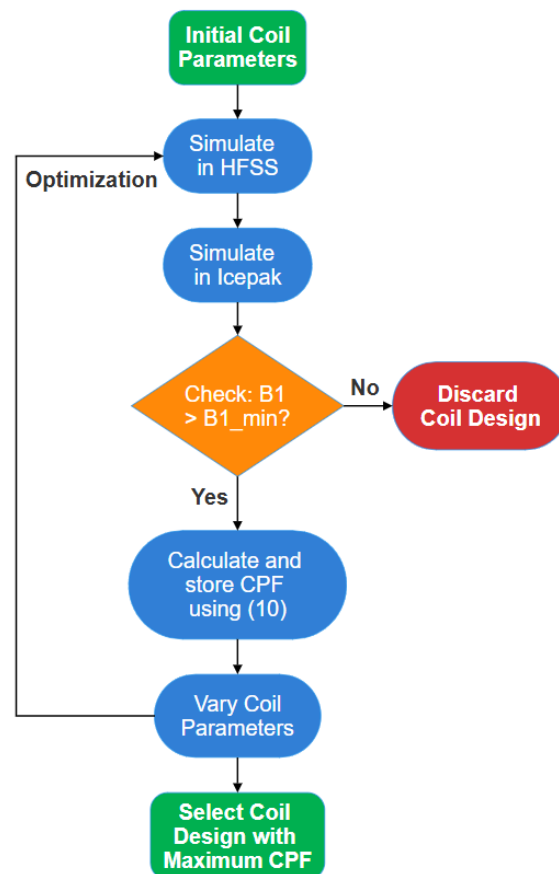 Initial Coil
Parameters
Optimization
Simulate
in HFSS
Simulate
in Icepak
Check: B1
> B1_min?
No
Discard
Coil Design
Yes
Calculate and
store CPF
using (10)
Vary Coil
Parameters
Select Coil
Design with
Maximum CPF